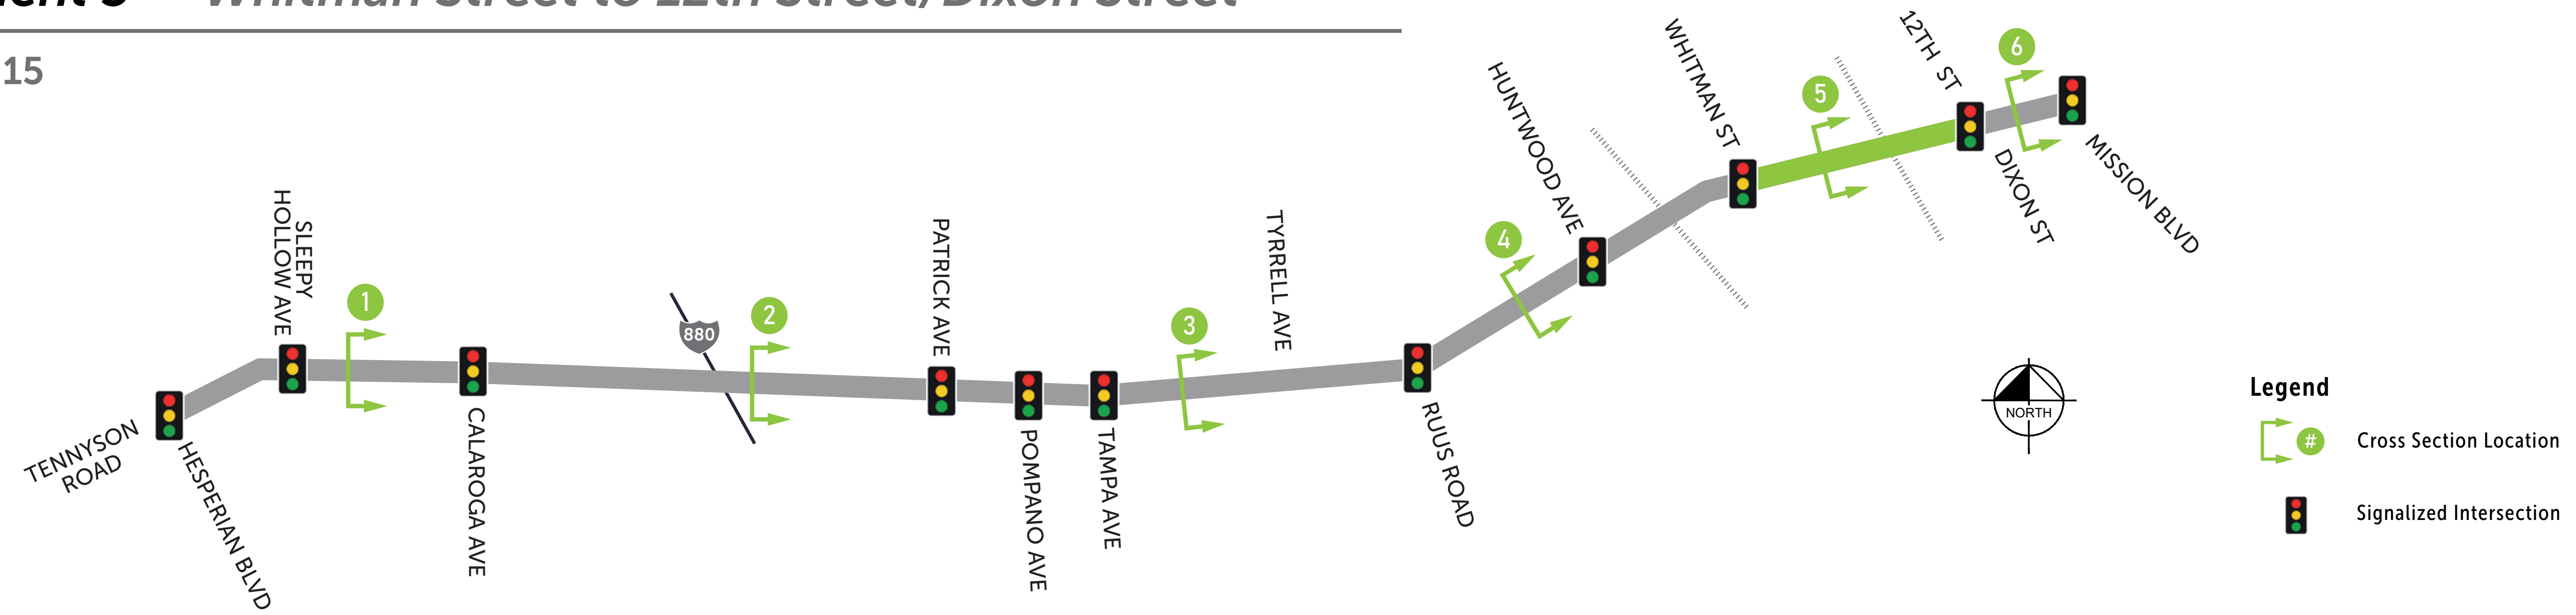 Whitman Street to 12th Street/Dixon Street
15
TENNYSON
ROAD
HESPERIAN BLVD
SLEEPY
HOLLOW AVE
1
CALAROGA AVE
880
2
PATRICK AVE
POMPANO AVE
TAMPA AVE
3
TYRRELL AVE
RUUS ROAD
4
HUNTWOOD AVE
WHITMAN ST
5
12TH ST
DIXON ST
6
MISSION BLVD
NORTH
Legend
# Cross Section Location
Signalized Intersection